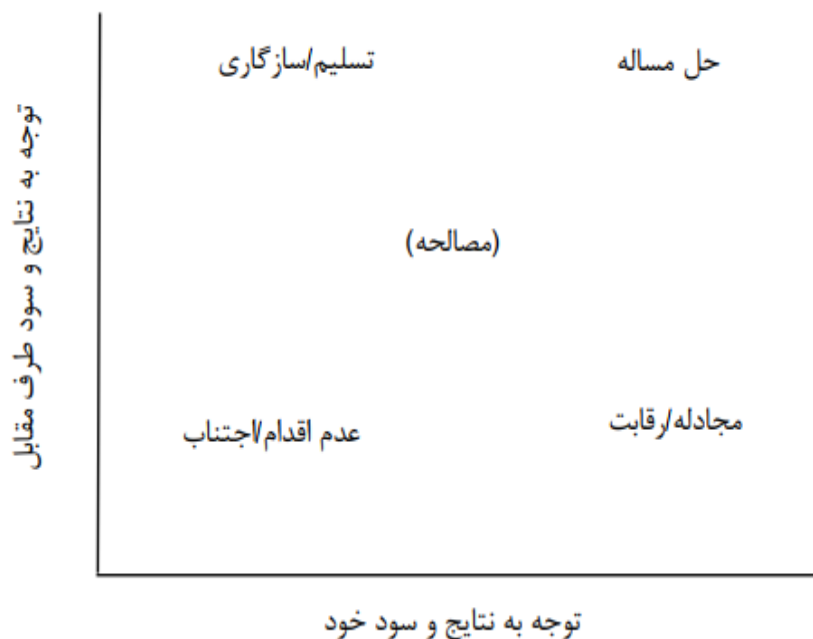 حل مساله
تسلیم/سازگاری
(مصالحه)
مجادله/رقابت
عدم اقدام/اجتناب
توجه به نتایج و سود طرف مقابل
توجه به نتایج و سود خود